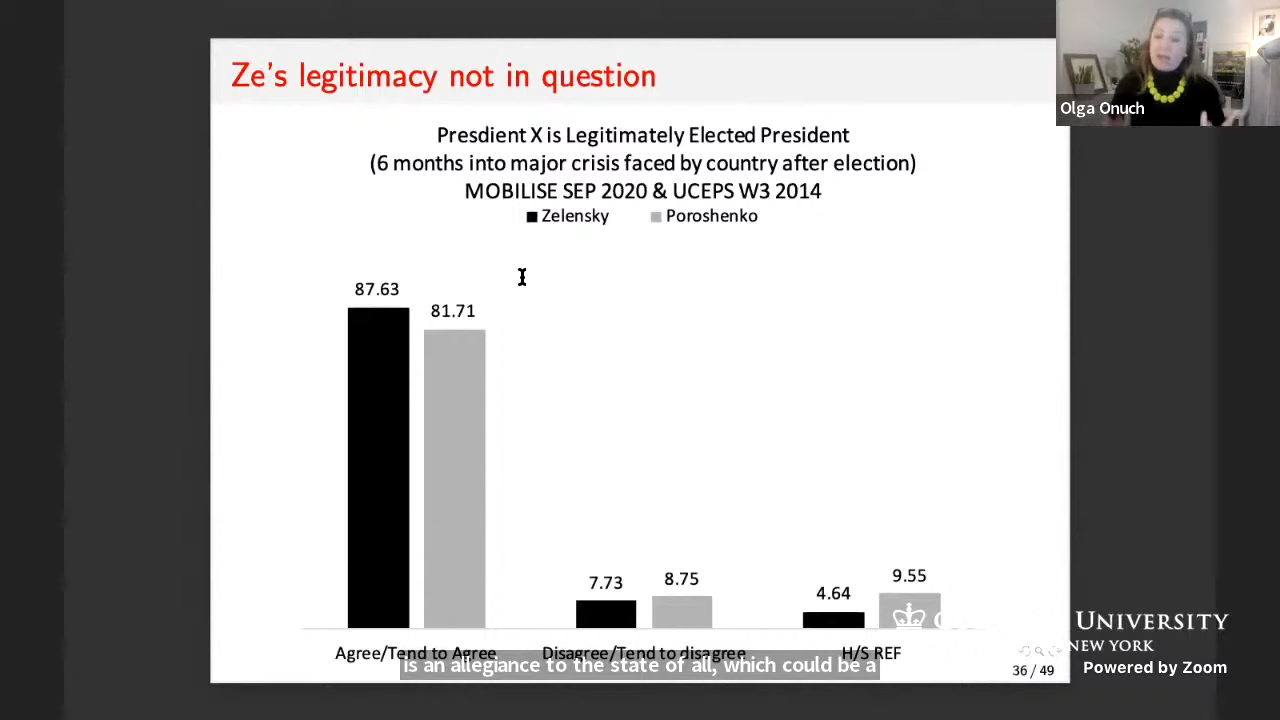 Ze's legitimacy not in question
Olga Onuch
Presdient X is Legitimately Elected President
(6 months into major crisis faced by country after election)
MOBILISE SEP 2020 & UCEPS W3 2014
Zelensky Poroshenko
87.63
81.71
7.73
8.75
4.64
9.55
Agree/Tend to Agree Disagree/Tend to disagree H/S REF
is an allegiance to the state of all, which could be a
36 / 49
UNIVERSITY
NEW YORK
Powered by Zoom